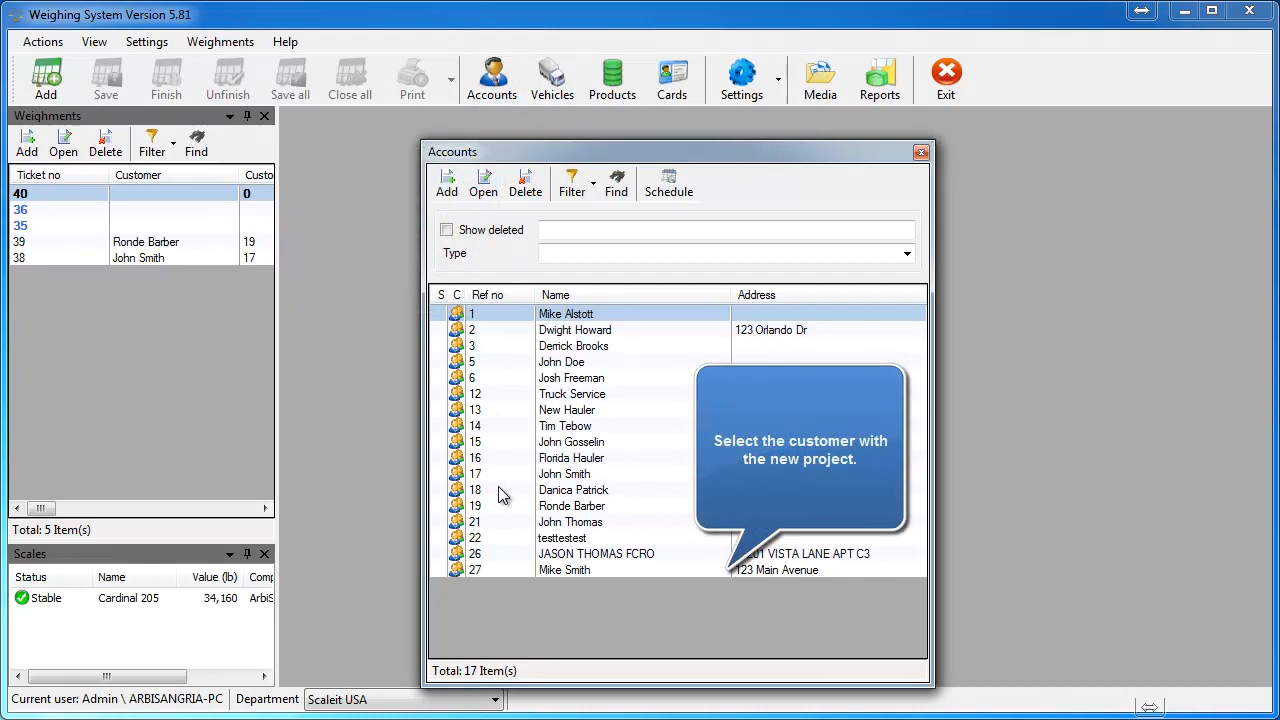 Weighing System Version 5.81
Actions View Settings Weighments Help
Add Save Finish Unfinish Save all Close all Print Accounts Vehicles Products Cards Settings Media Reports Exit
Weighments
Add Open Delete Filter Find
Ticket no Customer Custo
40 0
36
35
39 Ronde Barber 19
38 John Smith 17
Total: 5 Item(s)
Scales
Status Name Value (lb) Comp
Stable Cardinal 205 34,160 ArbiS
Accounts
Add Open Delete Filter Find Schedule
Show deleted
Type
S C Ref no Name Address
1 Mike Alstott
2 Dwight Howard 123 Orlando Dr
3 Derrick Brooks
5 John Doe
6 Josh Freeman
12 Truck Service
13 New Hauler
14 Tim Tebow
15 John Gosselin
16 Florida Hauler
17 John Smith
18 Danica Patrick
19 Ronde Barber
21 John Thomas
22 testtestest
26 JASON THOMAS FCRO VISTA LANE APT C3
27 Mike Smith 123 Main Avenue
Select the customer with
the new project.
Total: 17 Item(s)
Current user: Admin \ ARBISANGRIA-PC Department Scaleit USA